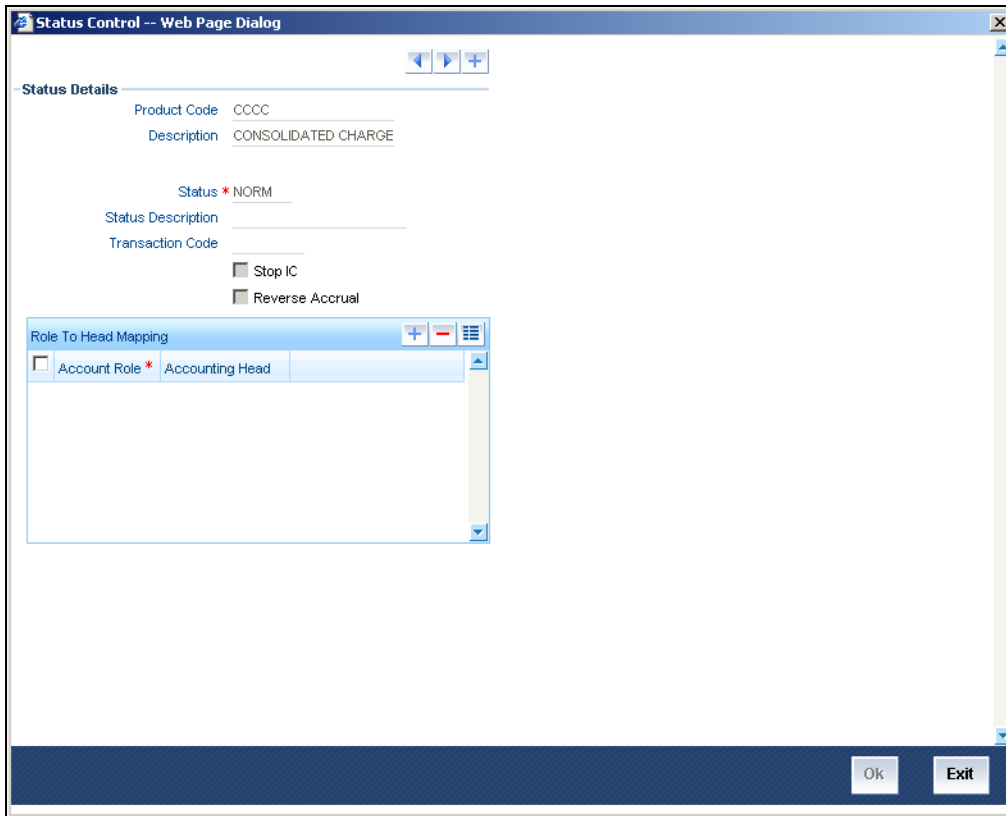 Status Control -- Web Page Dialog
Status Details
Product Code CCCC
Description CONSOLIDATED CHARGE
Status * NORM
Status Description
Transaction Code
Stop IC
Reverse Accrual
Role To Head Mapping
Account Role * Accounting Head
Ok Exit